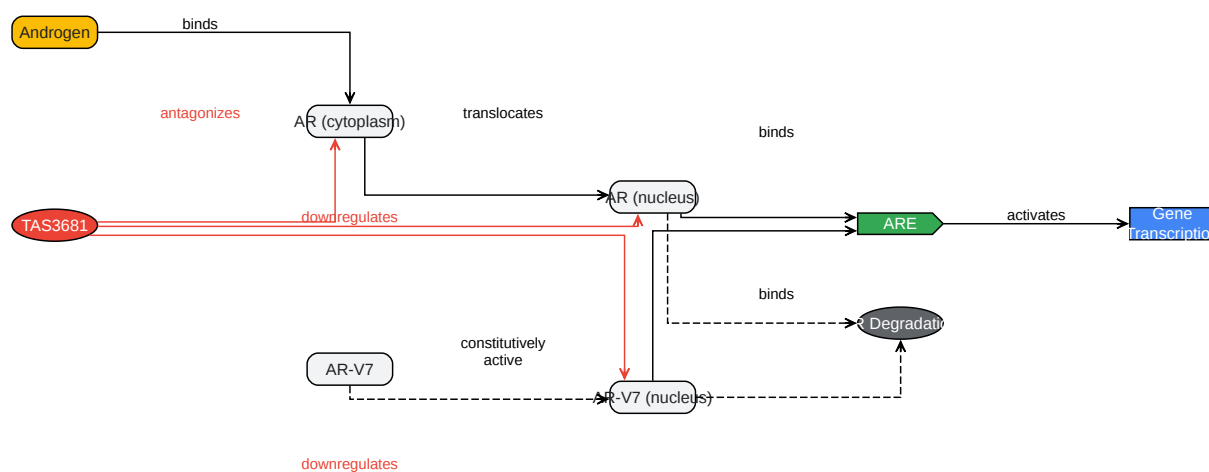 binds
Androgen
antagonizes
AR (cytoplasm)
translocates
binds
AR (nucleus)
downregulates
TAS3681
ARE
activates
Gene
Transcription
binds
R Degradatio
constitutively
active
AR-V7
AR-V7 (nucleus)
downregulates